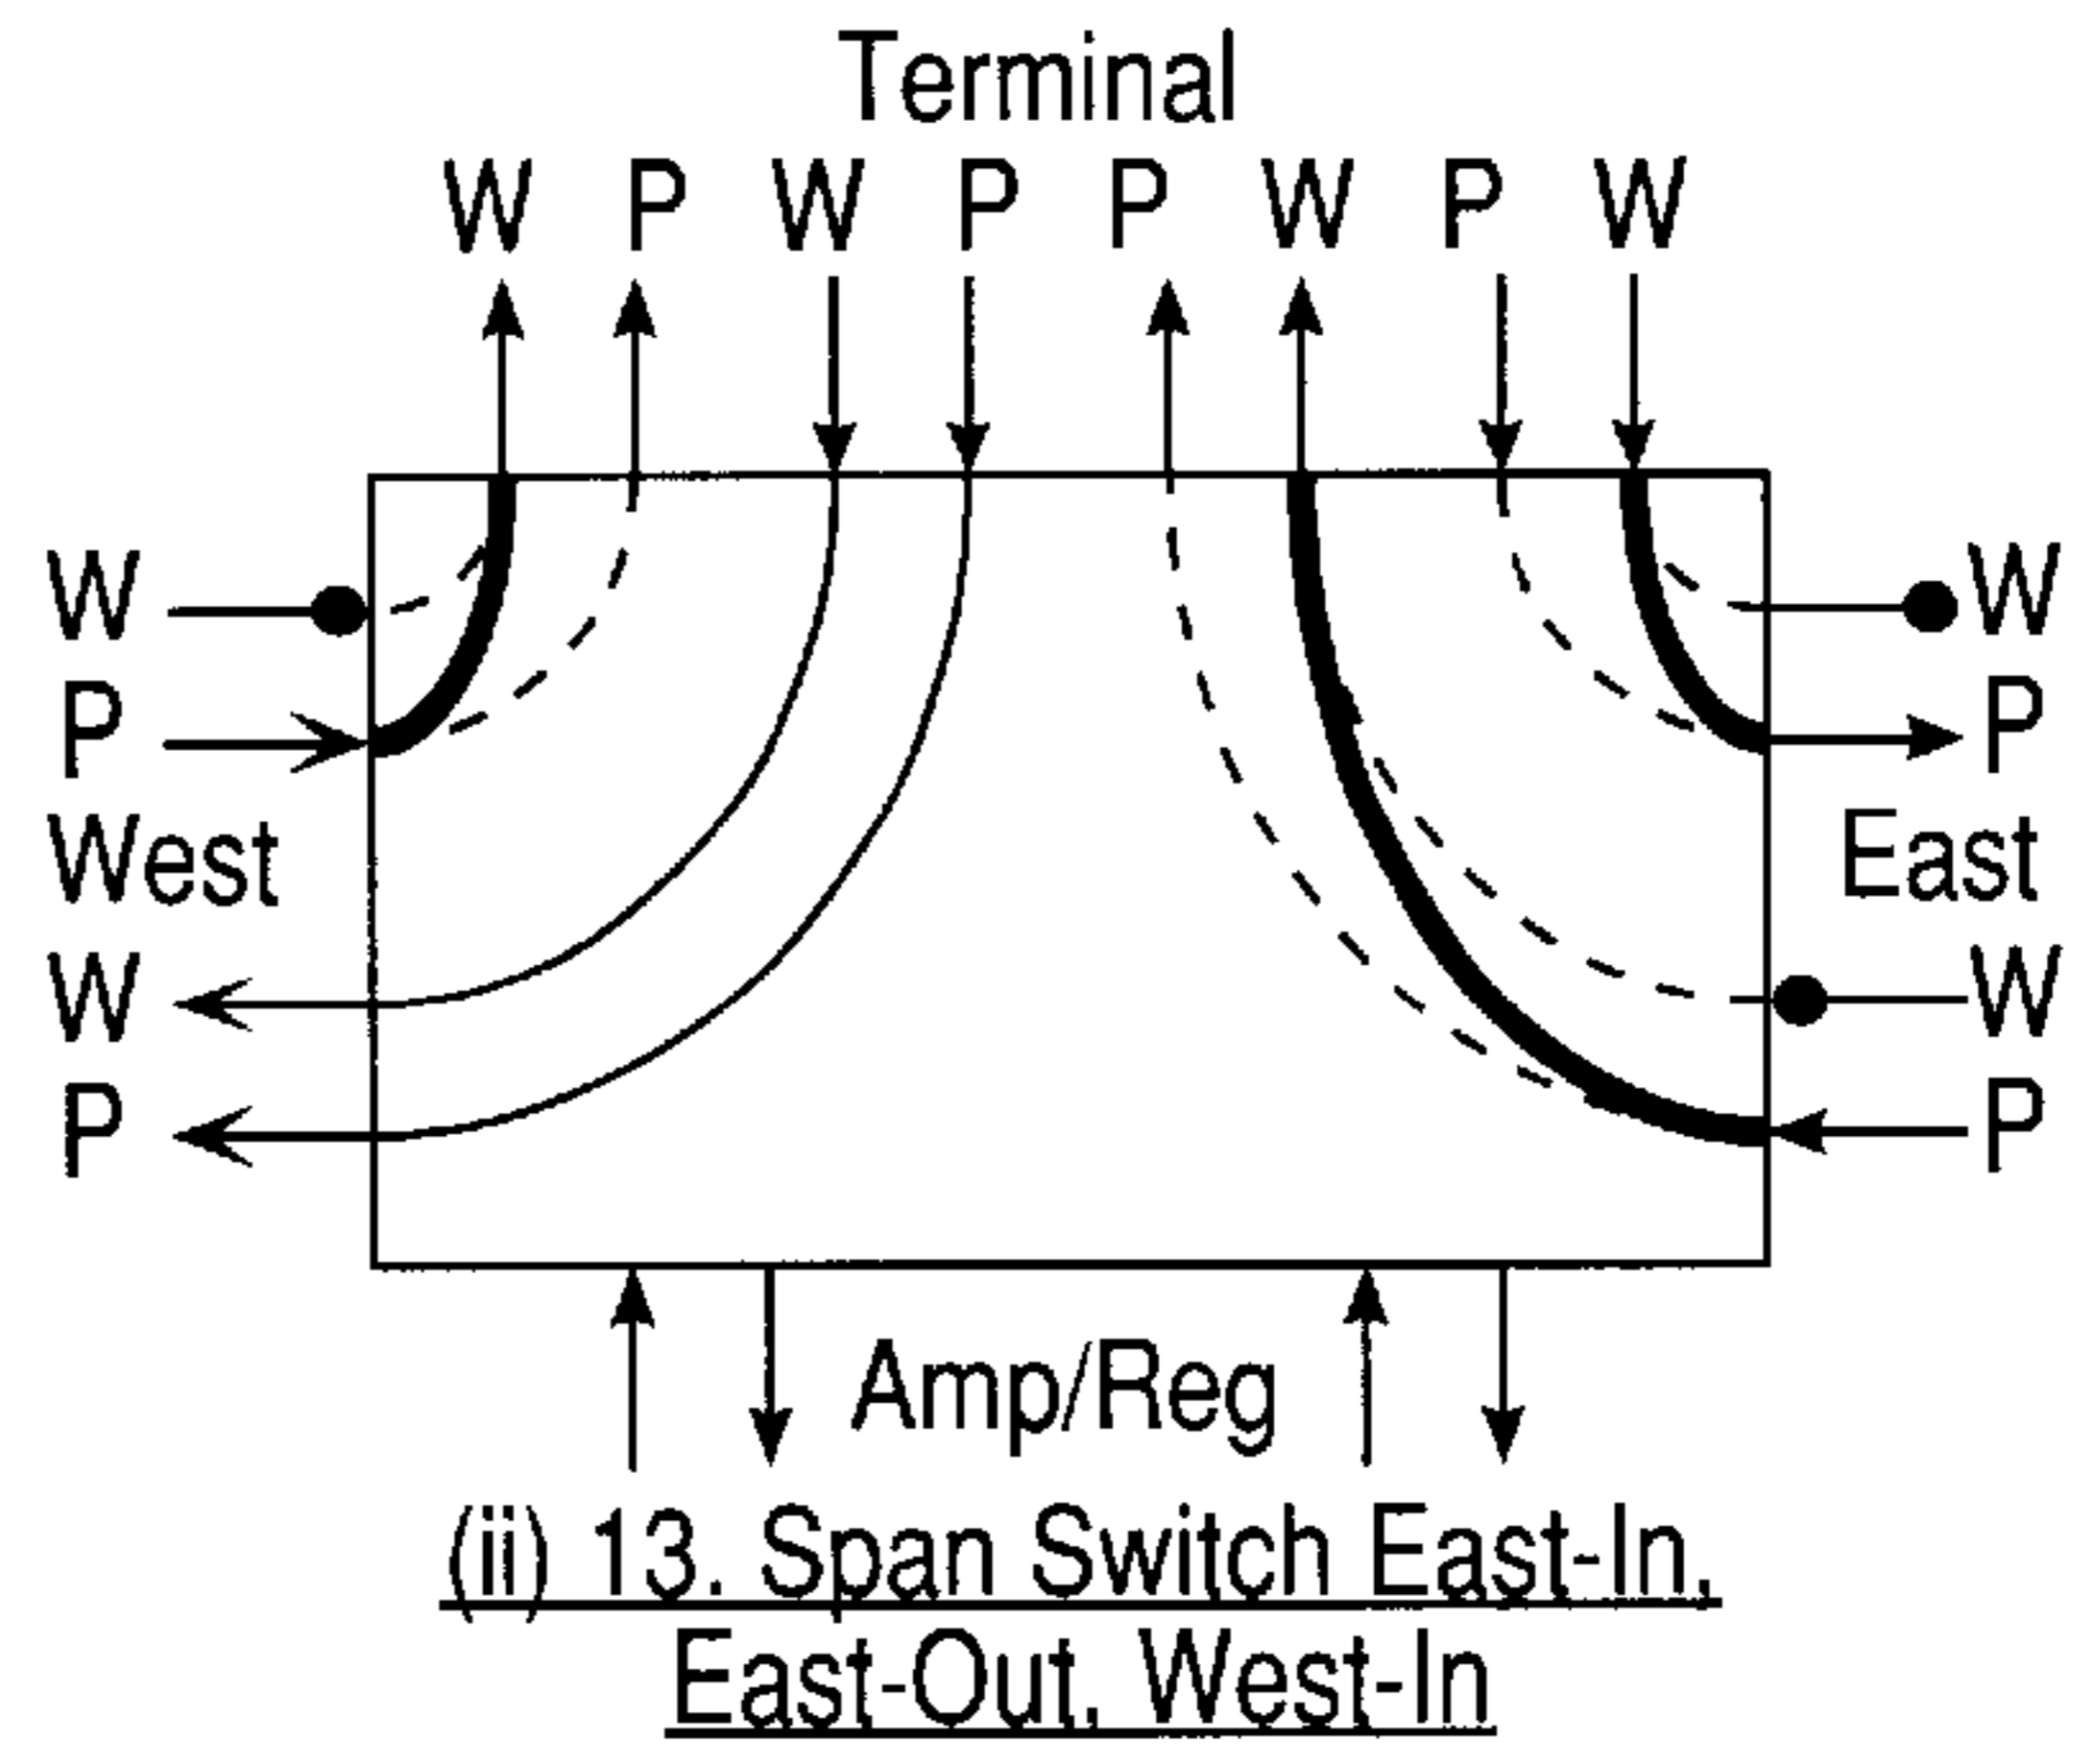 Terminal
W P W P P W P W
W W
P P
West East
W W
P P
Amp/Reg
(ii) 13. Span Switch East-In,
East-Out, West-In